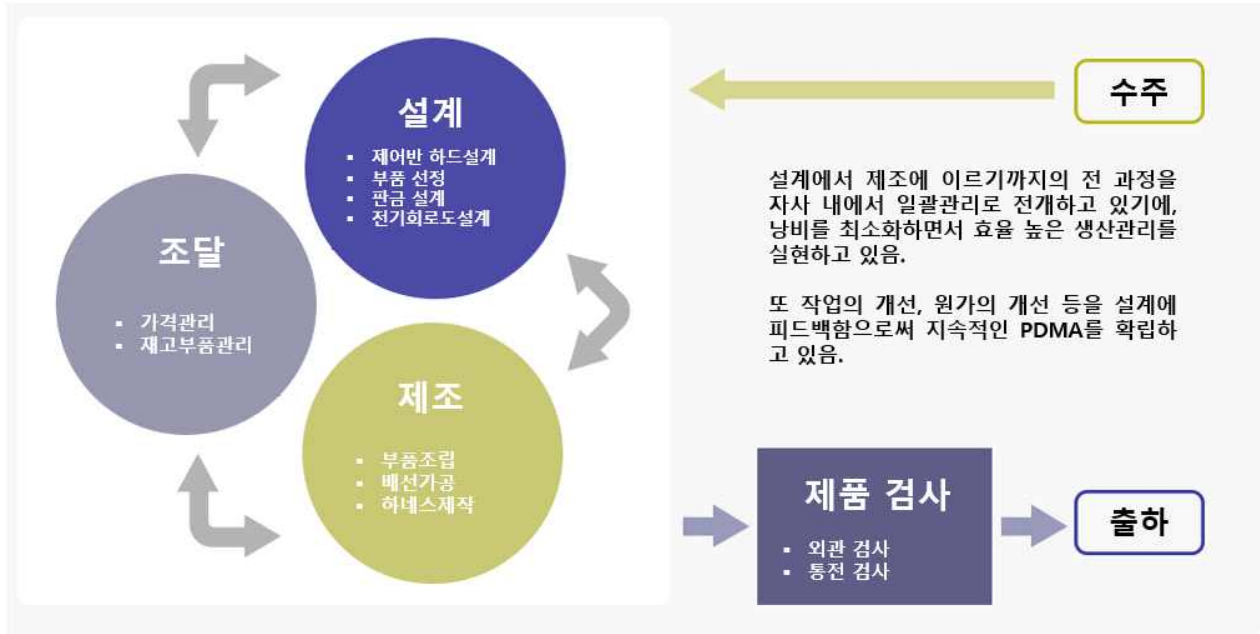 설계
▪ 제어반 하드설계
▪ 부품 선정
▪ 판금 설계
▪ 전기회로도설계
조달
▪ 가격관리
▪ 재고부품관리
제조
▪ 부품조립
▪ 배선가공
▪ 하네스제작
수주
설계에서 제조에 이르기까지의 전 과정을
자사 내에서 일괄관리로 전개하고 있기에,
낭비를 최소화하면서 효율 높은 생산관리를
실현하고 있음.
또 작업의 개선, 원가의 개선 등을 설계에
피드백함으로써 지속적인 PDMA를 확립하
고 있음.
제품 검사
▪ 외관 검사
▪ 통전 검사
출하